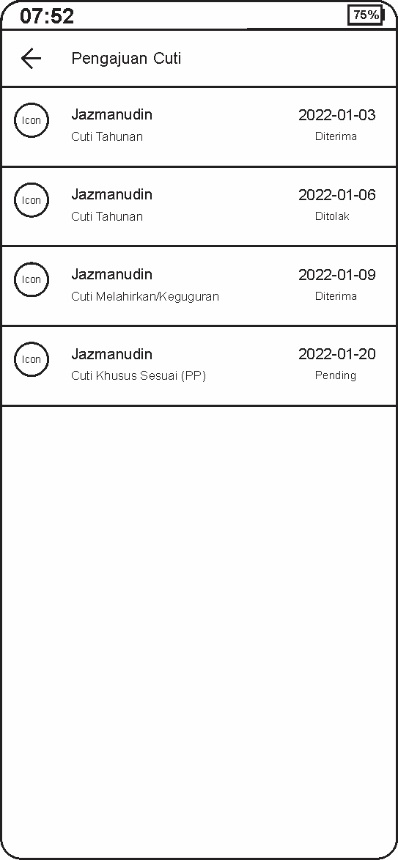 07:52 75%
Pengajuan Cuti
Icon Jazmanudin 2022-01-03
Cuti Tahunan Diterima
Icon Jazmanudin 2022-01-06
Cuti Tahunan Ditolak
Icon Jazmanudin 2022-01-09
Cuti Melahirkan/Keguguran Diterima
Icon Jazmanudin 2022-01-20
Cuti Khusus Sesuai (PP) Pending